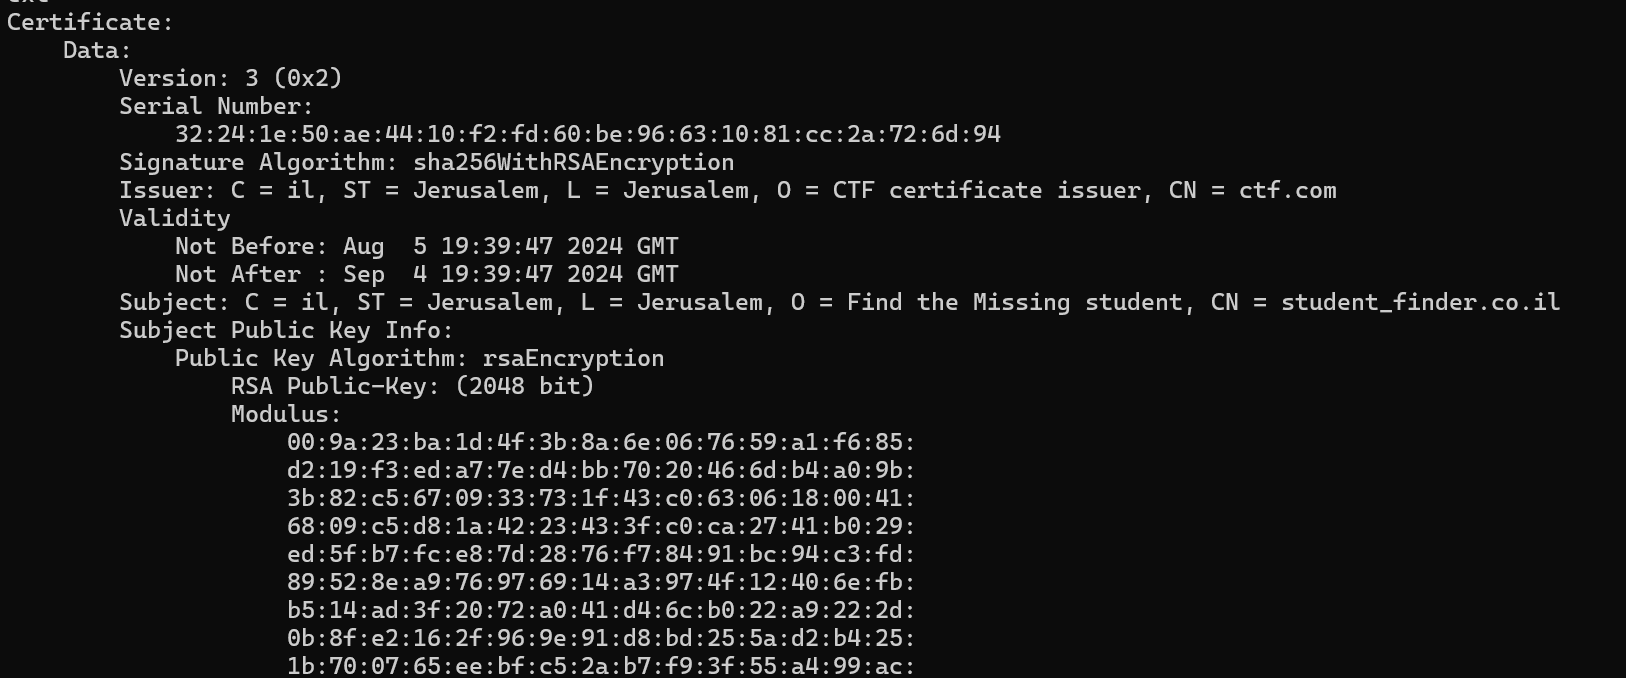 Certificate:
    Data:
        Version: 3 (0x2)
        Serial Number:
            32:24:1e:50:ae:44:10:f2:fd:60:be:96:63:10:81:cc:2a:72:6d:94
        Signature Algorithm: sha256WithRSAEncryption
        Issuer: C = il, ST = Jerusalem, L = Jerusalem, O = CTF certificate issuer, CN = ctf.com
        Validity
            Not Before: Aug  5 19:39:47 2024 GMT
            Not After : Sep  4 19:39:47 2024 GMT
        Subject: C = il, ST = Jerusalem, L = Jerusalem, O = Find the Missing student, CN = student_finder.co.il
        Subject Public Key Info:
            Public Key Algorithm: rsaEncryption
                RSA Public-Key: (2048 bit)
                Modulus:
                    00:9a:23:ba:1d:4f:3b:8a:6e:06:76:59:a1:f6:85:
                    d2:19:f3:ed:a7:7e:d4:bb:70:20:46:6d:b4:a0:9b:
                    3b:82:c5:67:09:33:73:1f:43:c0:63:06:18:00:41:
                    68:09:c5:d8:1a:42:23:43:3f:c0:ca:27:41:b0:29:
                    ed:5f:b7:fc:e8:7d:28:76:f7:84:91:bc:94:c3:fd:
                    89:52:8e:a9:76:97:69:14:a3:97:4f:12:40:6e:fb:
                    b5:14:ad:3f:20:72:a0:41:d4:6c:b0:22:a9:22:2d:
                    0b:8f:e2:16:2f:96:9e:91:d8:bd:25:5a:d2:b4:25:
                    1b:70:07:65:ee:bf:c5:2a:b7:f9:3f:55:a4:99:ac: